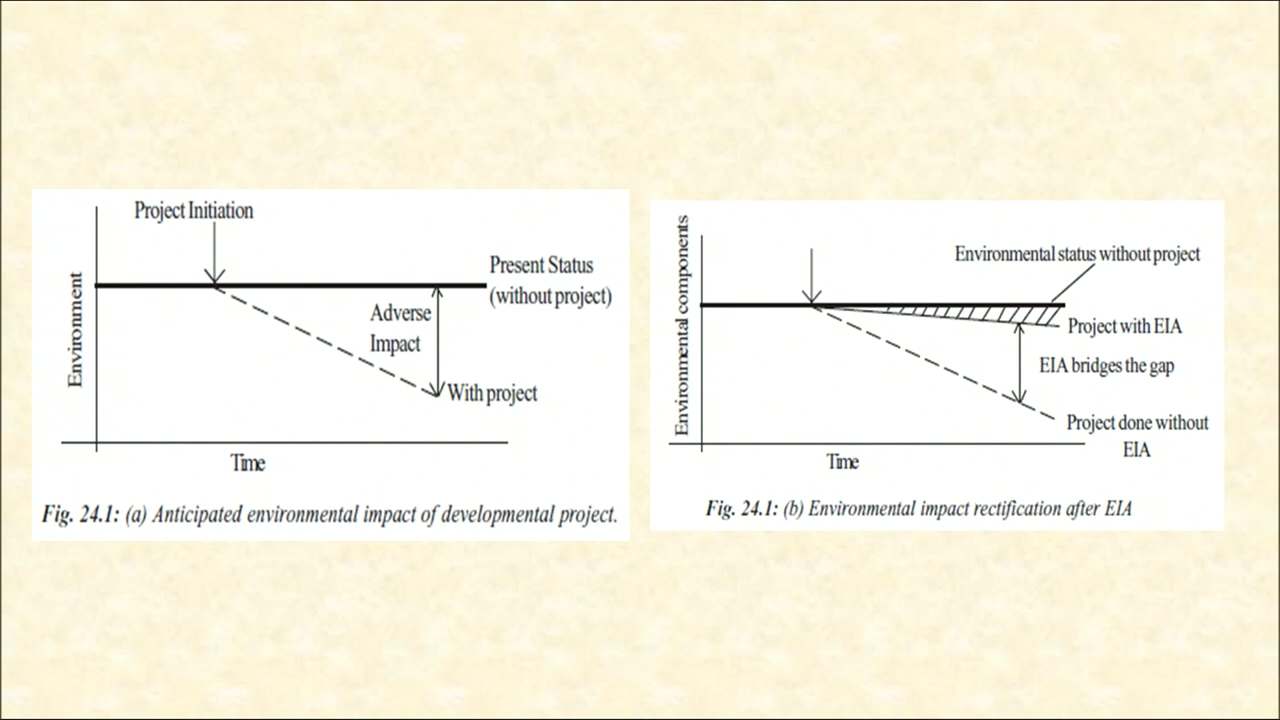 Project Initiation
Present Status
(without project)
Adverse
Impact
With project
Environment
Time
Fig. 24.1: (a) Anticipated environmental impact of developmental project.
Environmental components
Environmental status without project
Project with EIA
EIA bridges the gap
Project done without
EIA
Time
Fig. 24.1: (b) Environmental impact rectification after EIA